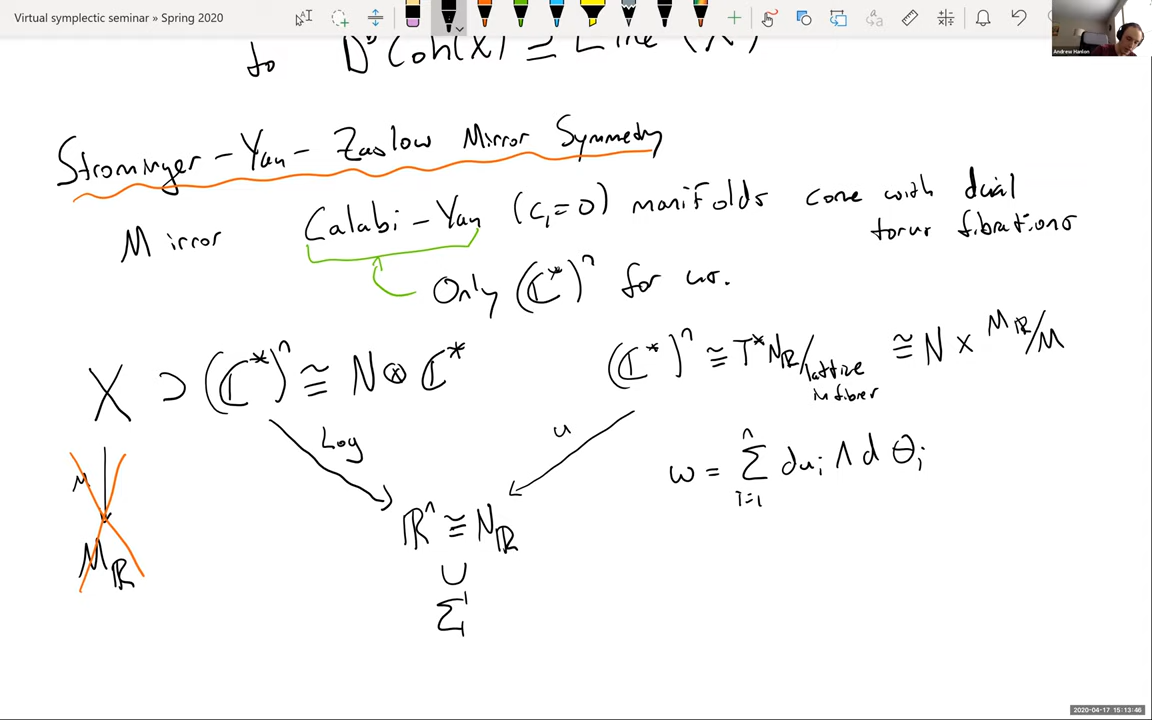 Virtual symplectic seminar » Spring 2020
Andrew Hanlon
to D Coh(X) ≅
Strominger-Yau-Zaslow Mirror Symmetry
Mirror Calabi-Yau (c₁=0) manifolds come with dual
torus fibrations
Only (ℂ*)ⁿ for us.
X ⊃ (ℂ*)ⁿ ≅ N ⊗ ℂ*
(ℂ*)ⁿ ≅ T*N_ℝ/lattice in fiber ≅ N × M_ℝ/M
Log
u
μ
ω = Σ_{i=1}^n du_i ∧ dθ_i
ℝⁿ ≅ N_ℝ
M_ℝ
∪
Σ
2020-04-17 15:13:46